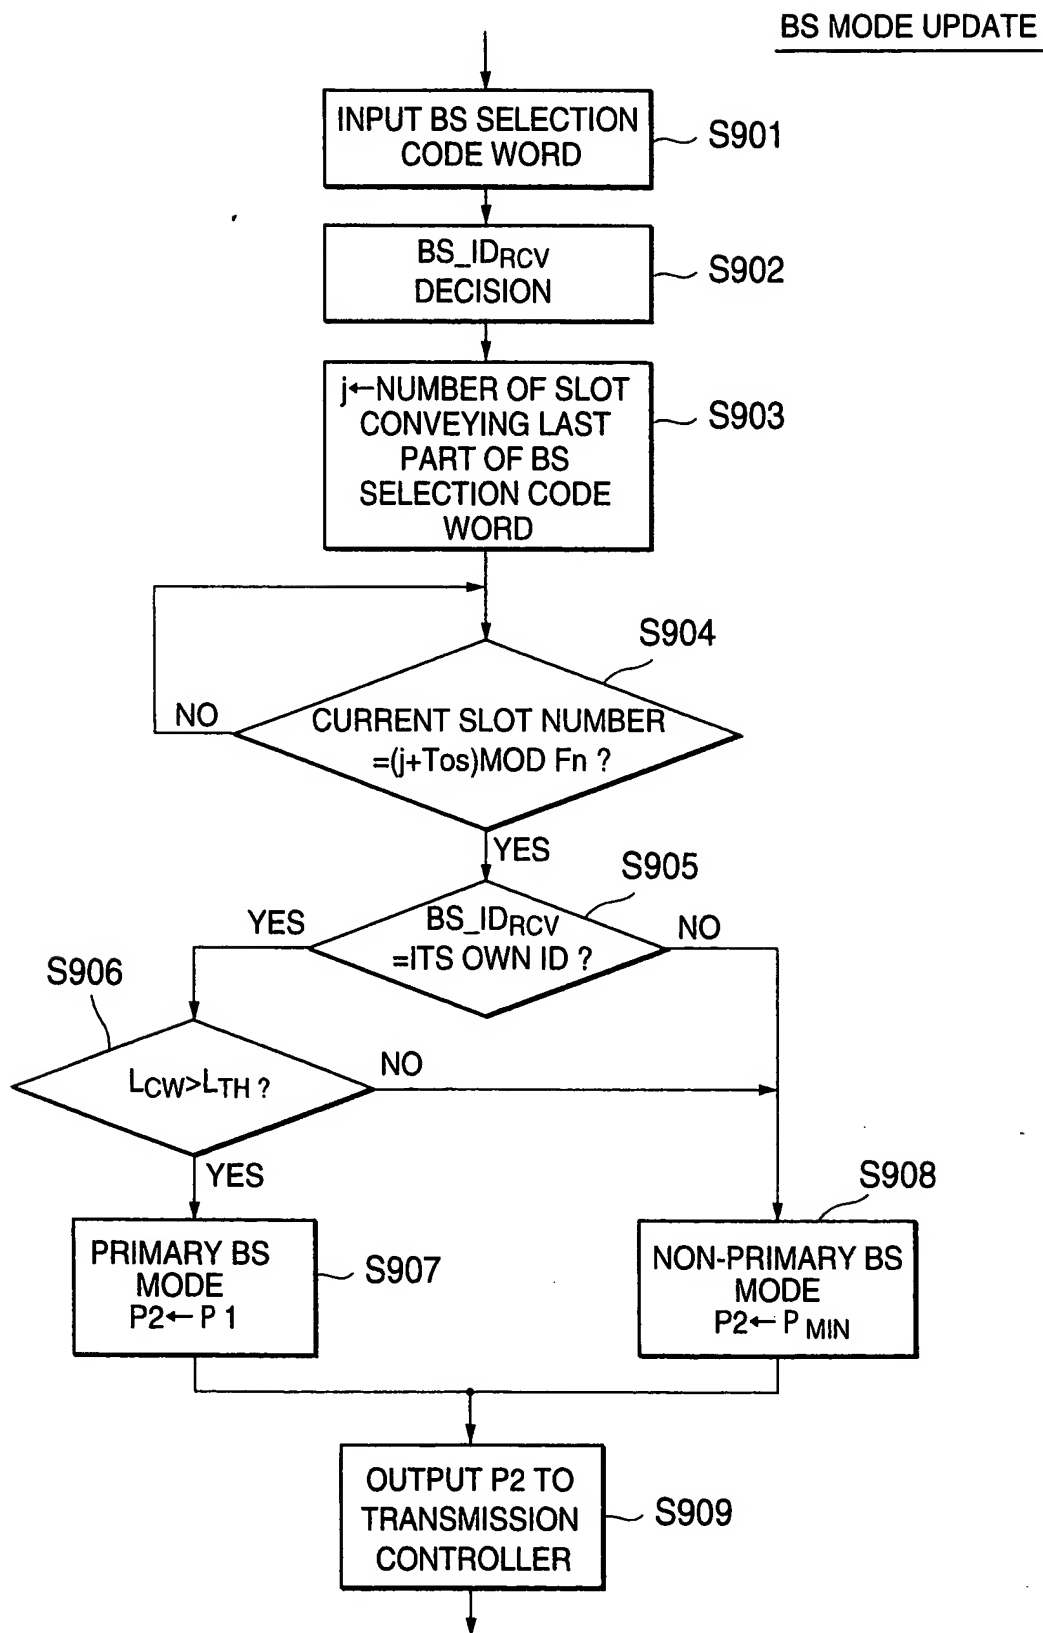 BS MODE UPDATE
INPUT BS SELECTION
CODE WORD
S901
BS_IDRCV
DECISION
S902
j←NUMBER OF SLOT
CONVEYING LAST
PART OF BS
SELECTION CODE
WORD
S903
S904
NO
CURRENT SLOT NUMBER
=(j+Tos)MOD Fn ?
YES
S905
YES
BS_IDRCV
=ITS OWN ID ?
NO
S906
LCW>LTH ?
NO
YES
S908
PRIMARY BS
MODE
P2← P 1
S907
NON-PRIMARY BS
MODE
P2← P MIN
OUTPUT P2 TO
TRANSMISSION
CONTROLLER
S909